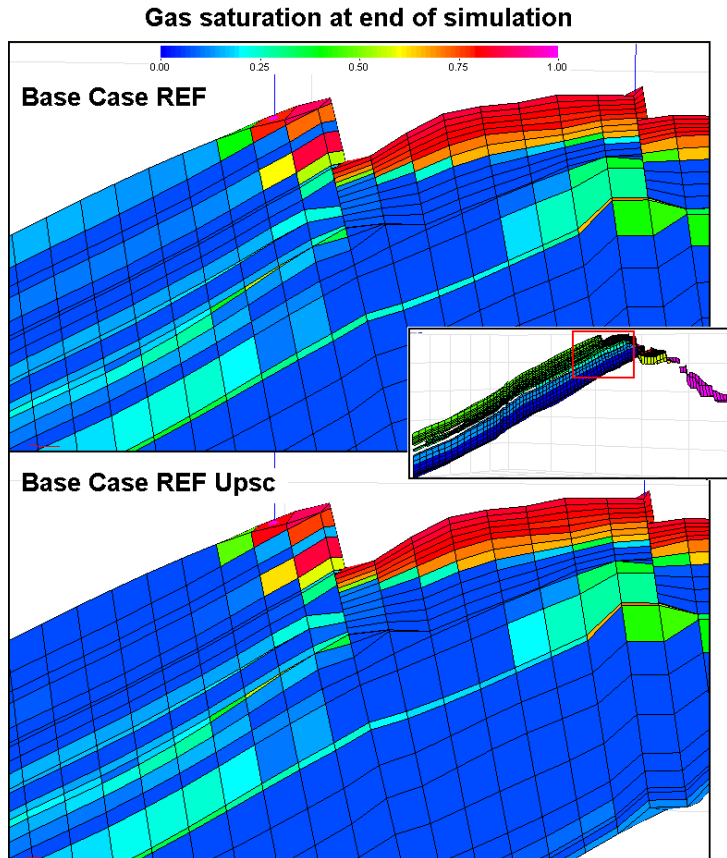 Gas saturation at end of simulation
0.00 0.25 0.50 0.75 1.00
Base Case REF
Base Case REF Upsc